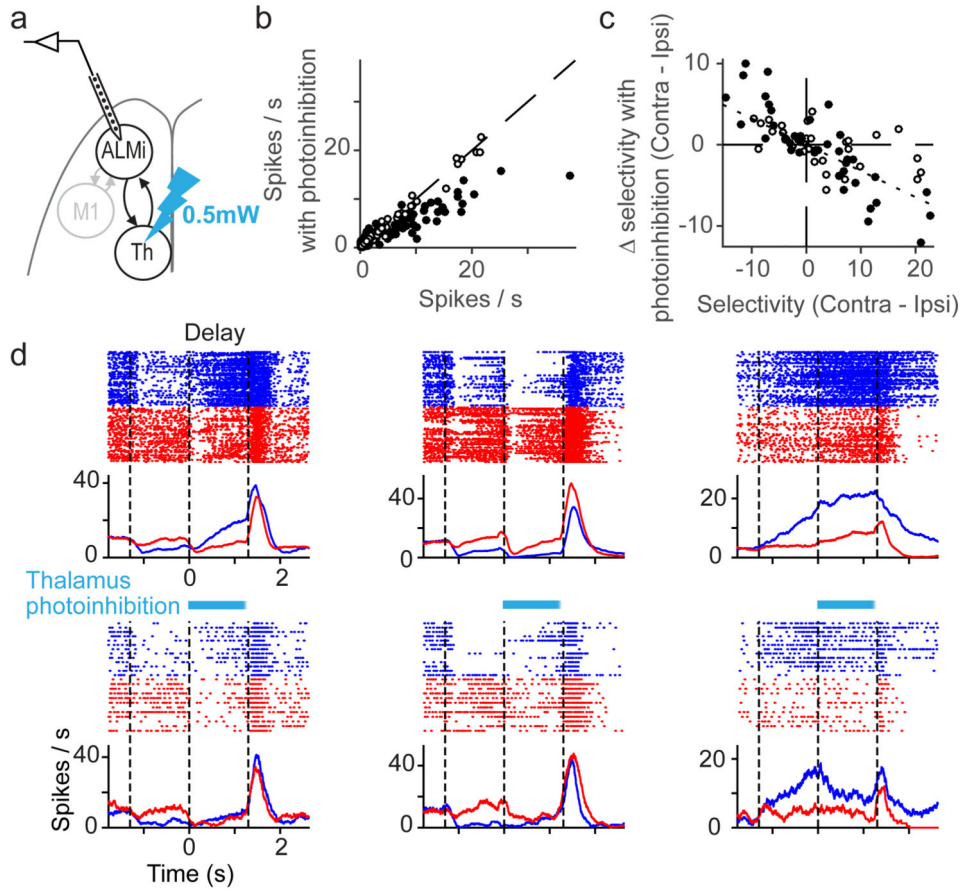 a
ALMi
M1
0.5mW
Th
b
Spikes / s
with photoinhibition
20
0
0
20
Spikes / s
c
Δ selectivity with
photoinhibition (Contra - Ipsi)
10
0
-10
-10
0
10
20
Selectivity (Contra - Ipsi)
d
Delay
40
0
0
2
40
0
20
0
Thalamus
photoinhibition
Spikes / s
40
0
0
2
Time (s)
40
0
20
10
0